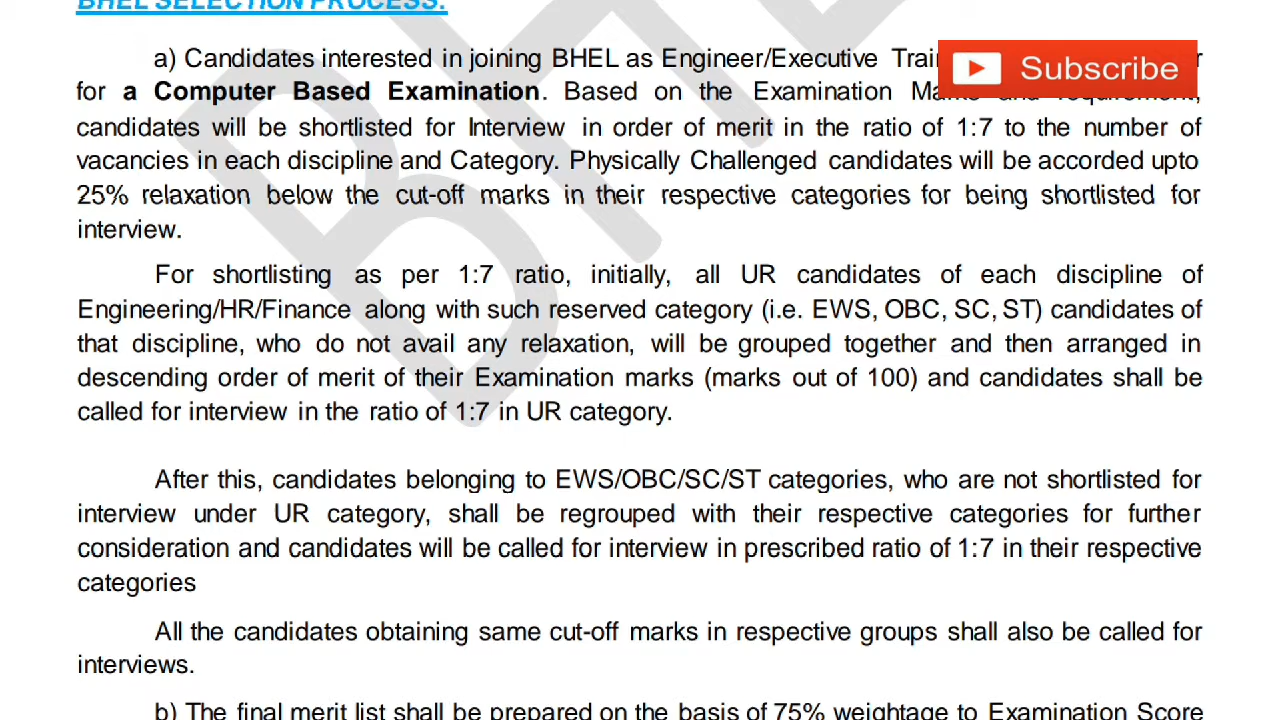 BHEL SELECTION PROCESS:
a) Candidates interested in joining BHEL as Engineer/Executive
Subscribe
for a Computer Based Examination. Based on the Examination Marks and requirement,
candidates will be shortlisted for Interview in order of merit in the ratio of 1:7 to the number of
vacancies in each discipline and Category. Physically Challenged candidates will be accorded upto
25% relaxation below the cut-off marks in their respective categories for being shortlisted for
interview.
For shortlisting as per 1:7 ratio, initially, all UR candidates of each discipline of
Engineering/HR/Finance along with such reserved category (i.e. EWS, OBC, SC, ST) candidates of
that discipline, who do not avail any relaxation, will be grouped together and then arranged in
descending order of merit of their Examination marks (marks out of 100) and candidates shall be
called for interview in the ratio of 1:7 in UR category.
After this, candidates belonging to EWS/OBC/SC/ST categories, who are not shortlisted for
interview under UR category, shall be regrouped with their respective categories for further
consideration and candidates will be called for interview in prescribed ratio of 1:7 in their respective
categories
All the candidates obtaining same cut-off marks in respective groups shall also be called for
interviews.
b) The final merit list shall be prepared on the basis of 75% weightage to Examination Score